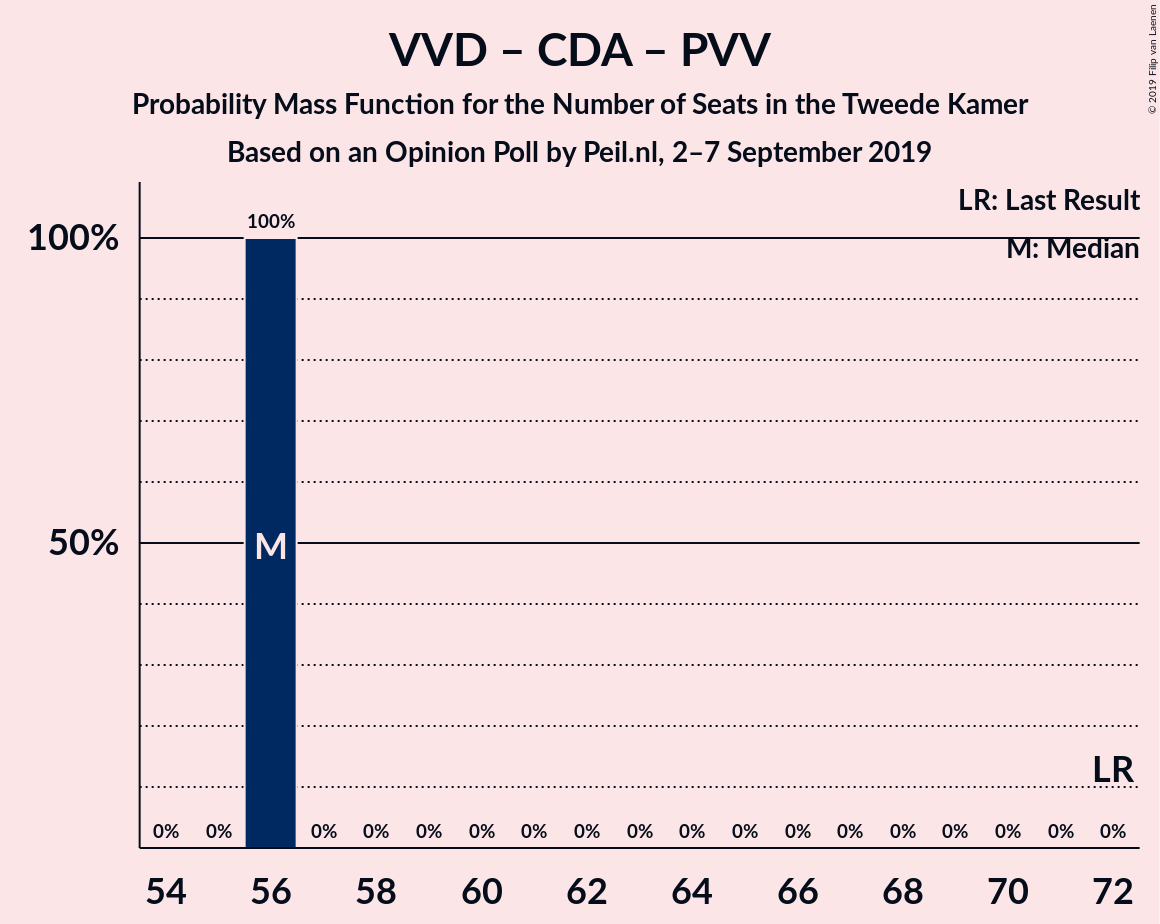 VVD – CDA – PVV
Probability Mass Function for the Number of Seats in the Tweede Kamer
Based on an Opinion Poll by Peil.nl, 2–7 September 2019
© 2019 Filip van Laenen
LR: Last Result
M: Median
100%
100%
50%
M
LR
0% 0% 0% 0% 0% 0% 0% 0% 0% 0% 0% 0% 0% 0% 0% 0% 0% 0%
54 56 58 60 62 64 66 68 70 72